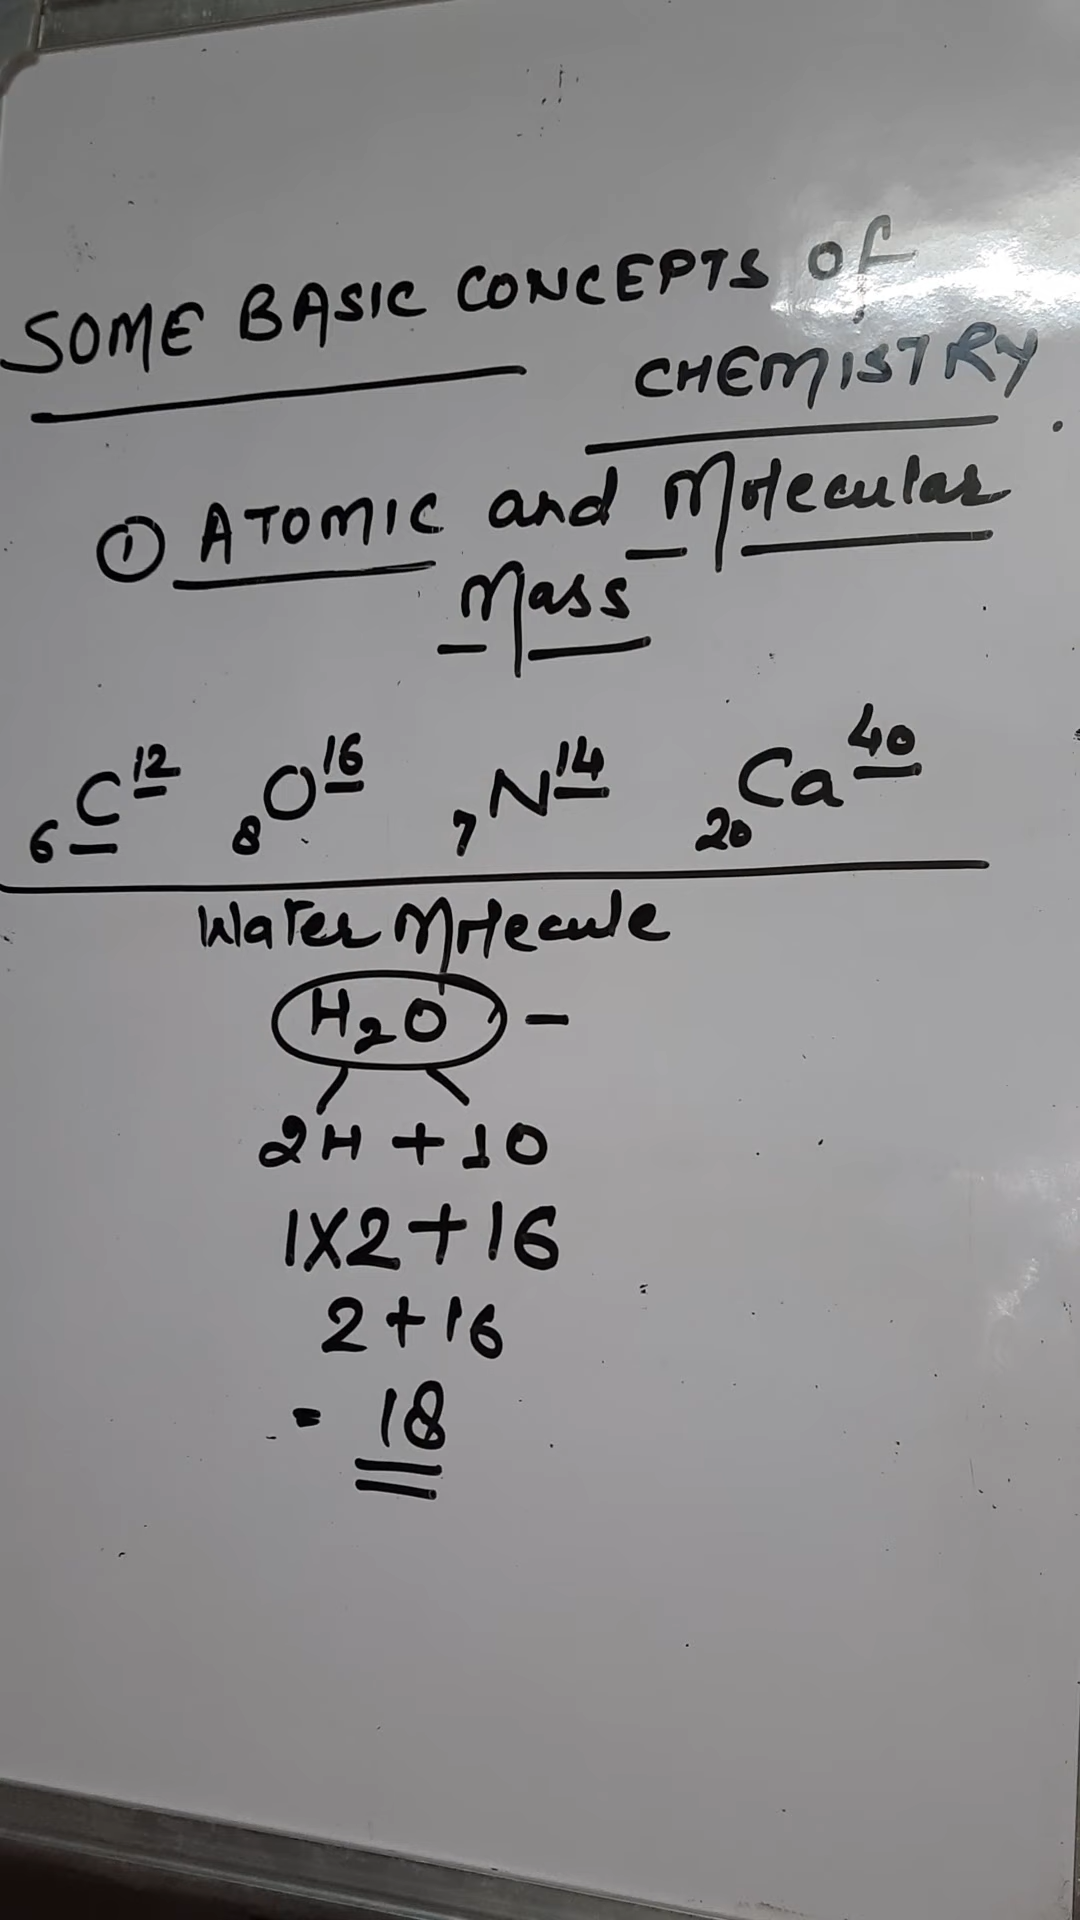 SOME BASIC CONCEPTS OF
CHEMISTRY.
① ATOMIC and Molecular
Mass
₆C¹² ₈O¹⁶ ₇N¹⁴ ₂₀Ca⁴⁰
Water Molecule
H₂O –
2H + 1O
1X2+16
2+16
= 18